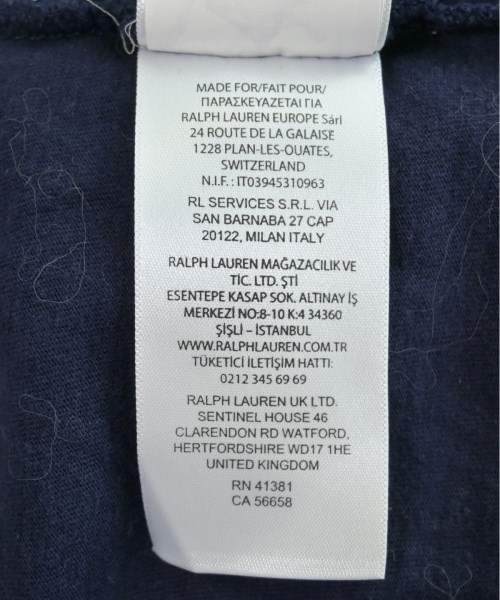 MADE FOR/FAIT POUR/
ΠΑΡΑΣΚΕΥΑΖΕΤΑΙ ΓΙΑ
RALPH LAUREN EUROPE Sárl
24 ROUTE DE LA GALAISE
1228 PLAN-LES-OUATES,
SWITZERLAND
N.I.F. : IT03945310963
RL SERVICES S.R.L. VIA
SAN BARNABA 27 CAP
20122, MILAN ITALY
RALPH LAUREN MAĞAZACILIK VE
TİC. LTD. ŞTİ
ESENTEPE KASAP SOK. ALTINAY İŞ
MERKEZİ NO:8-10 K:4 34360
ŞİŞLİ – İSTANBUL
WWW.RALPHLAUREN.COM.TR
TÜKETİCİ İLETİŞİM HATTI:
0212 345 69 69
RALPH LAUREN UK LTD.
SENTINEL HOUSE 46
CLARENDON RD WATFORD,
HERTFORDSHIRE WD17 1HE
UNITED KINGDOM
RN 41381
CA 56658